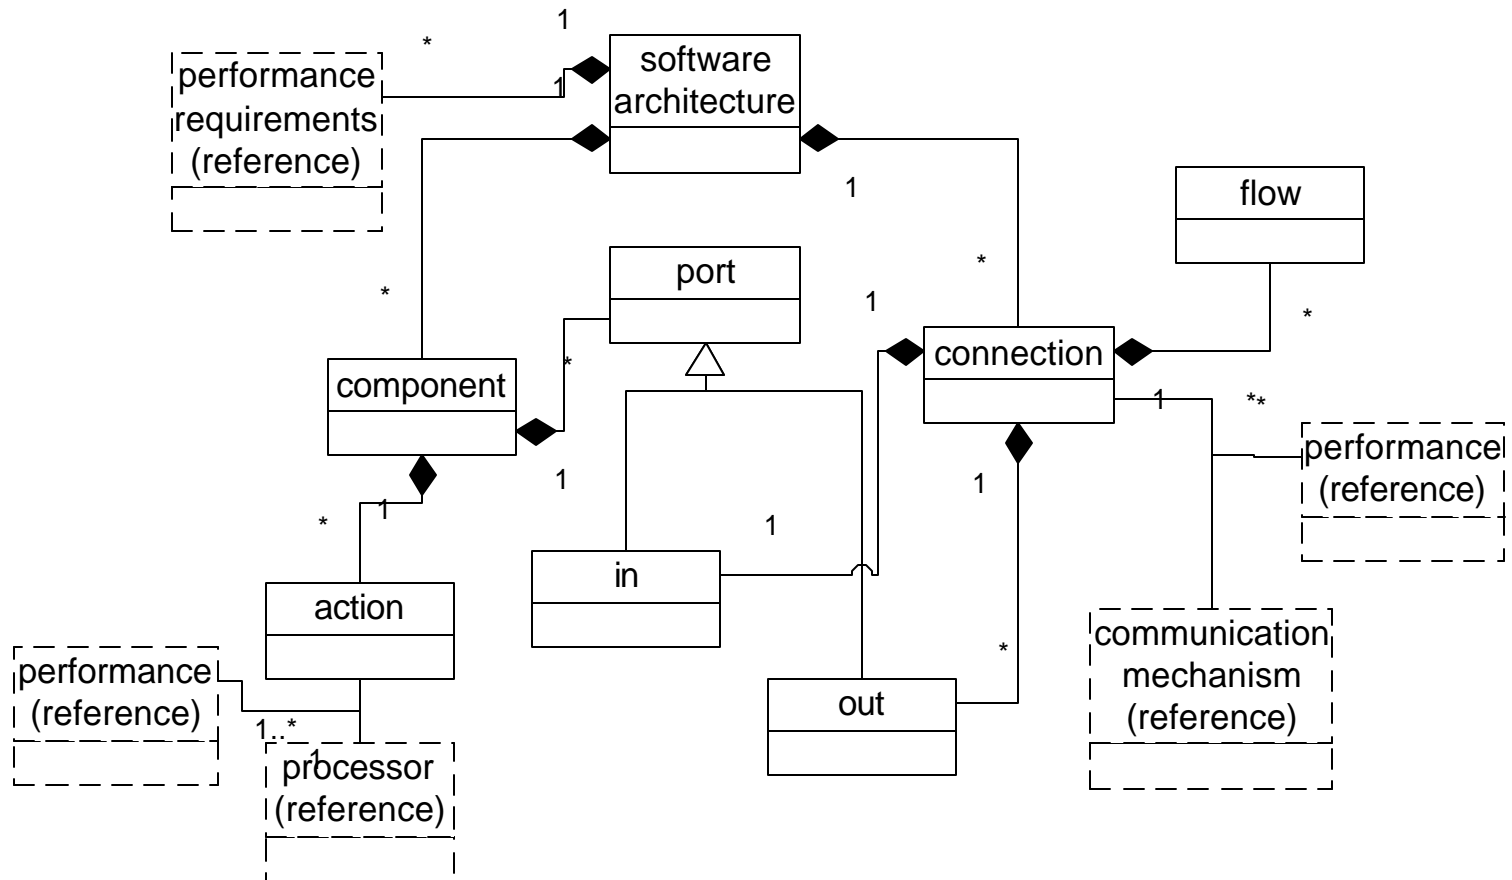 1
*
software
architecture
performance
requirements
(reference)
1
1
flow
port
*
*
1
*
connection
component
*
1
**
performance
(reference)
1
1
1
*
1
in
action
communication
mechanism
(reference)
*
performance
(reference)
out
1..*
1
processor
(reference)